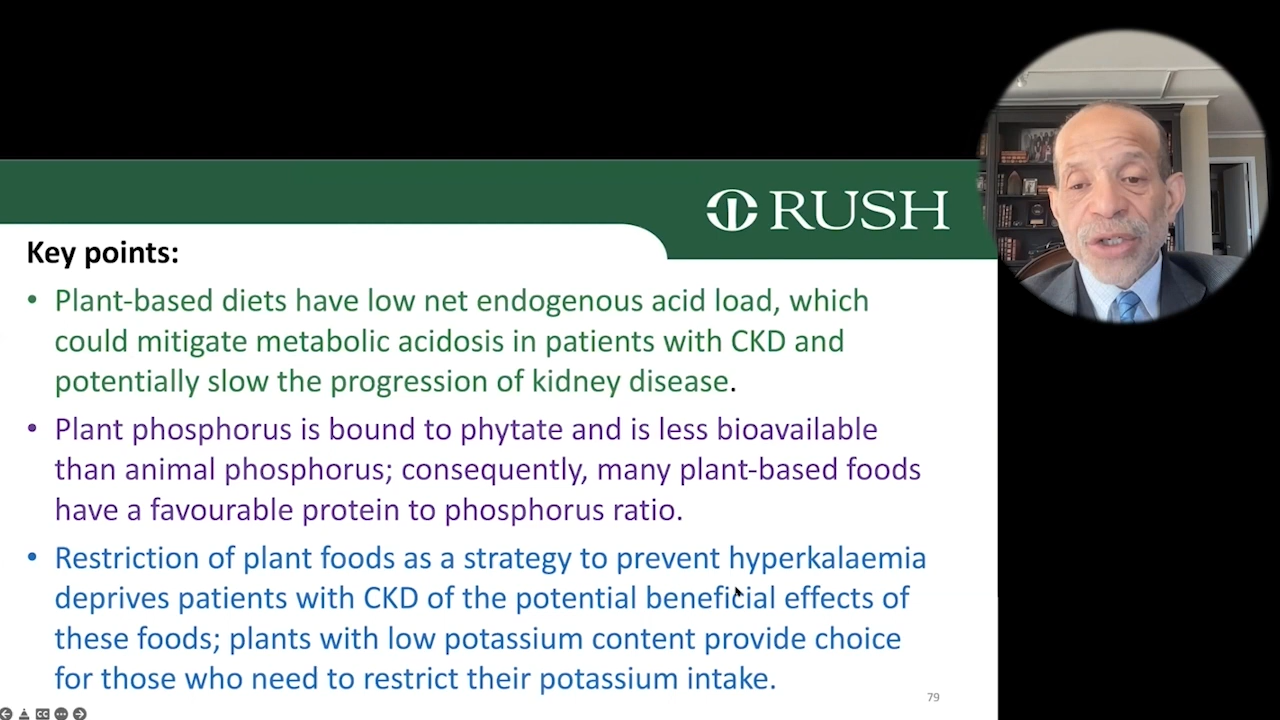 RUSH
Key points:
• Plant-based diets have low net endogenous acid load, which
could mitigate metabolic acidosis in patients with CKD and
potentially slow the progression of kidney disease.
• Plant phosphorus is bound to phytate and is less bioavailable
than animal phosphorus; consequently, many plant-based foods
have a favourable protein to phosphorus ratio.
• Restriction of plant foods as a strategy to prevent hyperkalaemia
deprives patients with CKD of the potential beneficial effects of
these foods; plants with low potassium content provide choice
for those who need to restrict their potassium intake.
79
CC